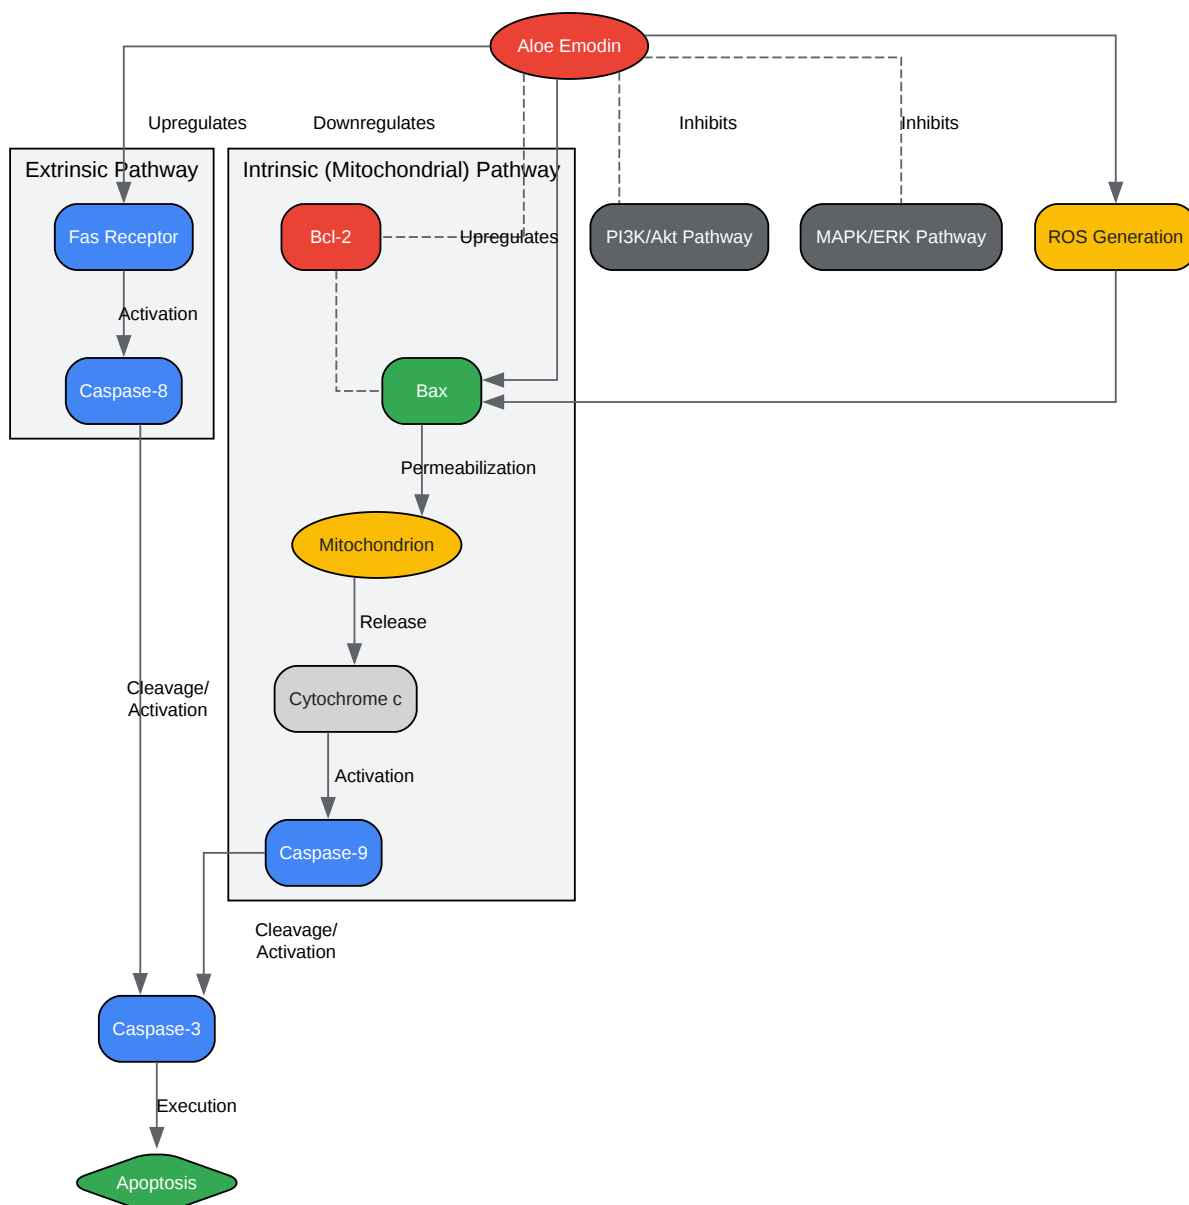 Aloe Emodin
Upregulates
Downregulates
Inhibits
Inhibits
Extrinsic Pathway
Intrinsic (Mitochondrial) Pathway
Fas Receptor
Bcl-2
Upregulates
PI3K/Akt Pathway
MAPK/ERK Pathway
ROS Generation
Activation
Caspase-8
Bax
Permeabilization
Mitochondrion
Release
Cleavage/
Activation
Cytochrome c
Activation
Caspase-9
Cleavage/
Activation
Caspase-3
Execution
Apoptosis